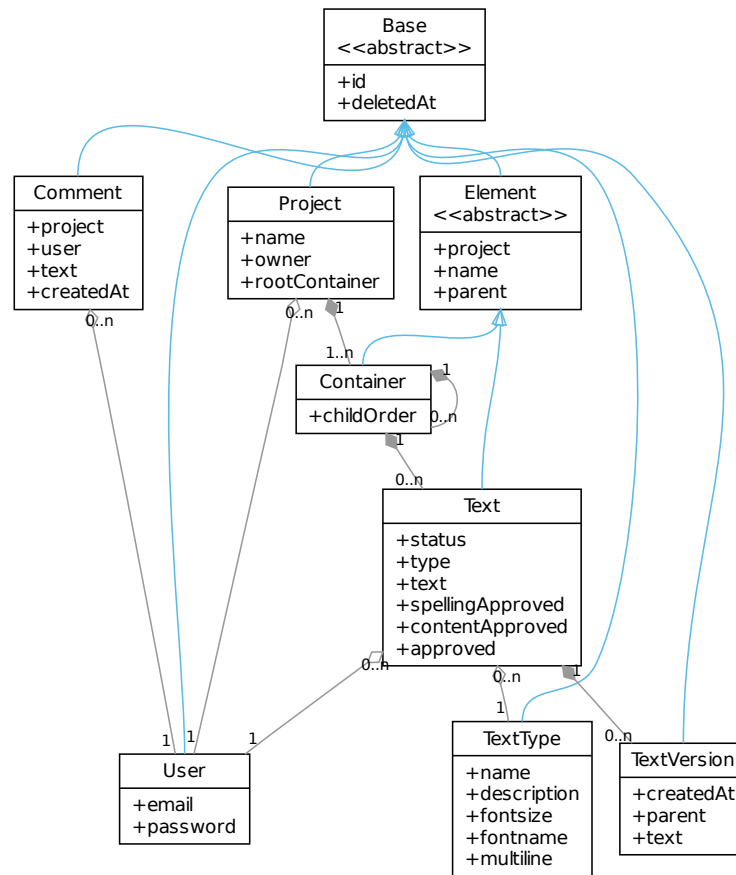 Base
<<abstract>>
+id
+deletedAt
Comment
+project
+user
+text
+createdAt
Project
+name
+owner
+rootContainer
Element
<<abstract>>
+project
+name
+parent
0..n
0..n
1
1..n
Container
+childOrder
1
0..n
1
0..n
Text
+status
+type
+text
+spellingApproved
+contentApproved
+approved
0..n
0..n
1
1
1
1
1
0..n
User
+email
+password
TextType
+name
+description
+fontsize
+fontname
+multiline
TextVersion
+createdAt
+parent
+text